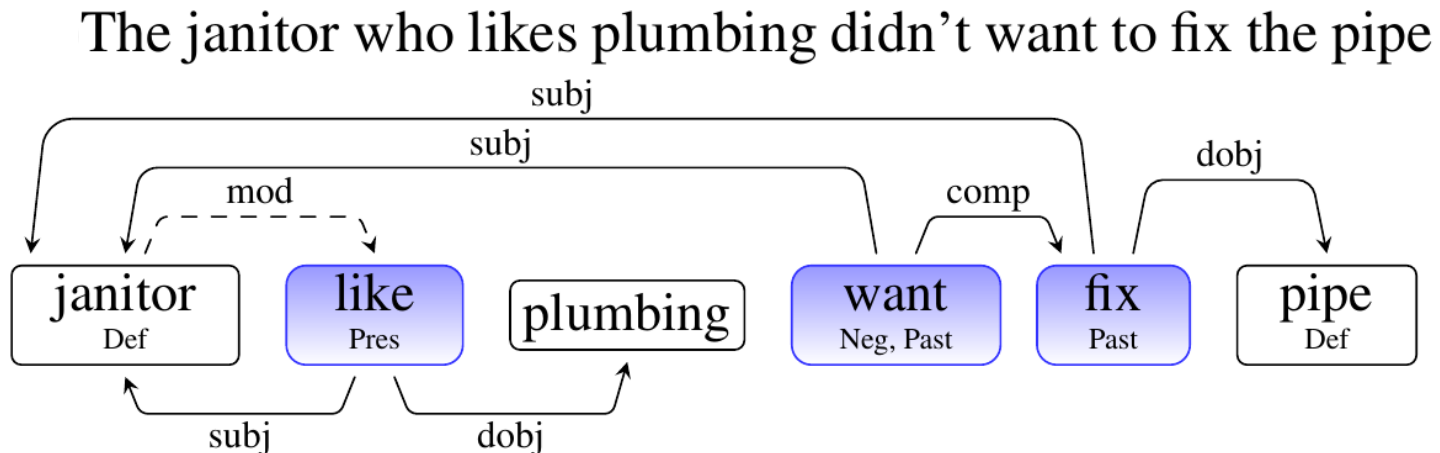 The janitor who likes plumbing didn’t want to fix the pipe
subj
subj
dobj
mod
comp
janitor like plumbing want fix pipe
Def Pres Neg, Past Past Def
subj dobj